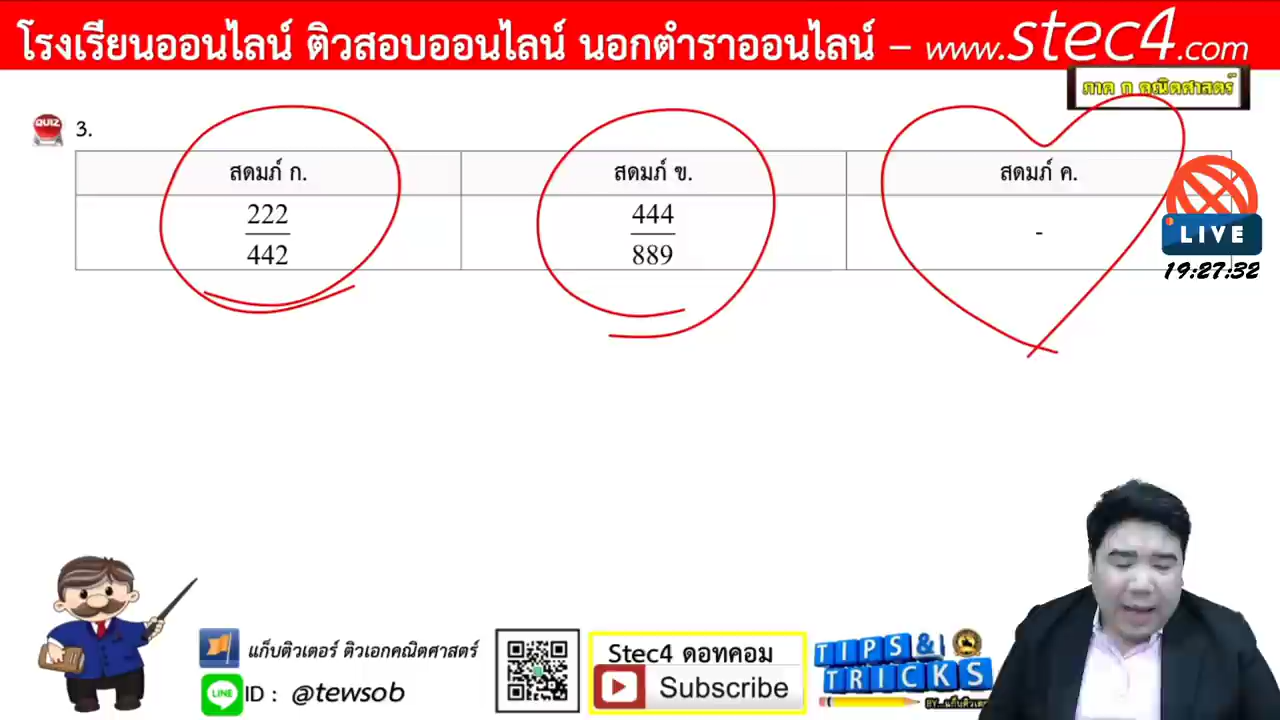 โรงเรียนออนไลน์ ติวสอบออนไลน์ นอกตำราออนไลน์ – www.stec4.com
ภาค ก คณิตศาสตร์
QUIZ
3.
สดมภ์ ก. สดมภ์ ข. สดมภ์ ค.
222 444 -
442 889
LIVE
19:27:32
แก็บติวเตอร์ ติวเอกคณิตศาสตร์
LINE ID : @tewsob
Stec4 ดอทคอม
Subscribe
TIPS &
TRICKS